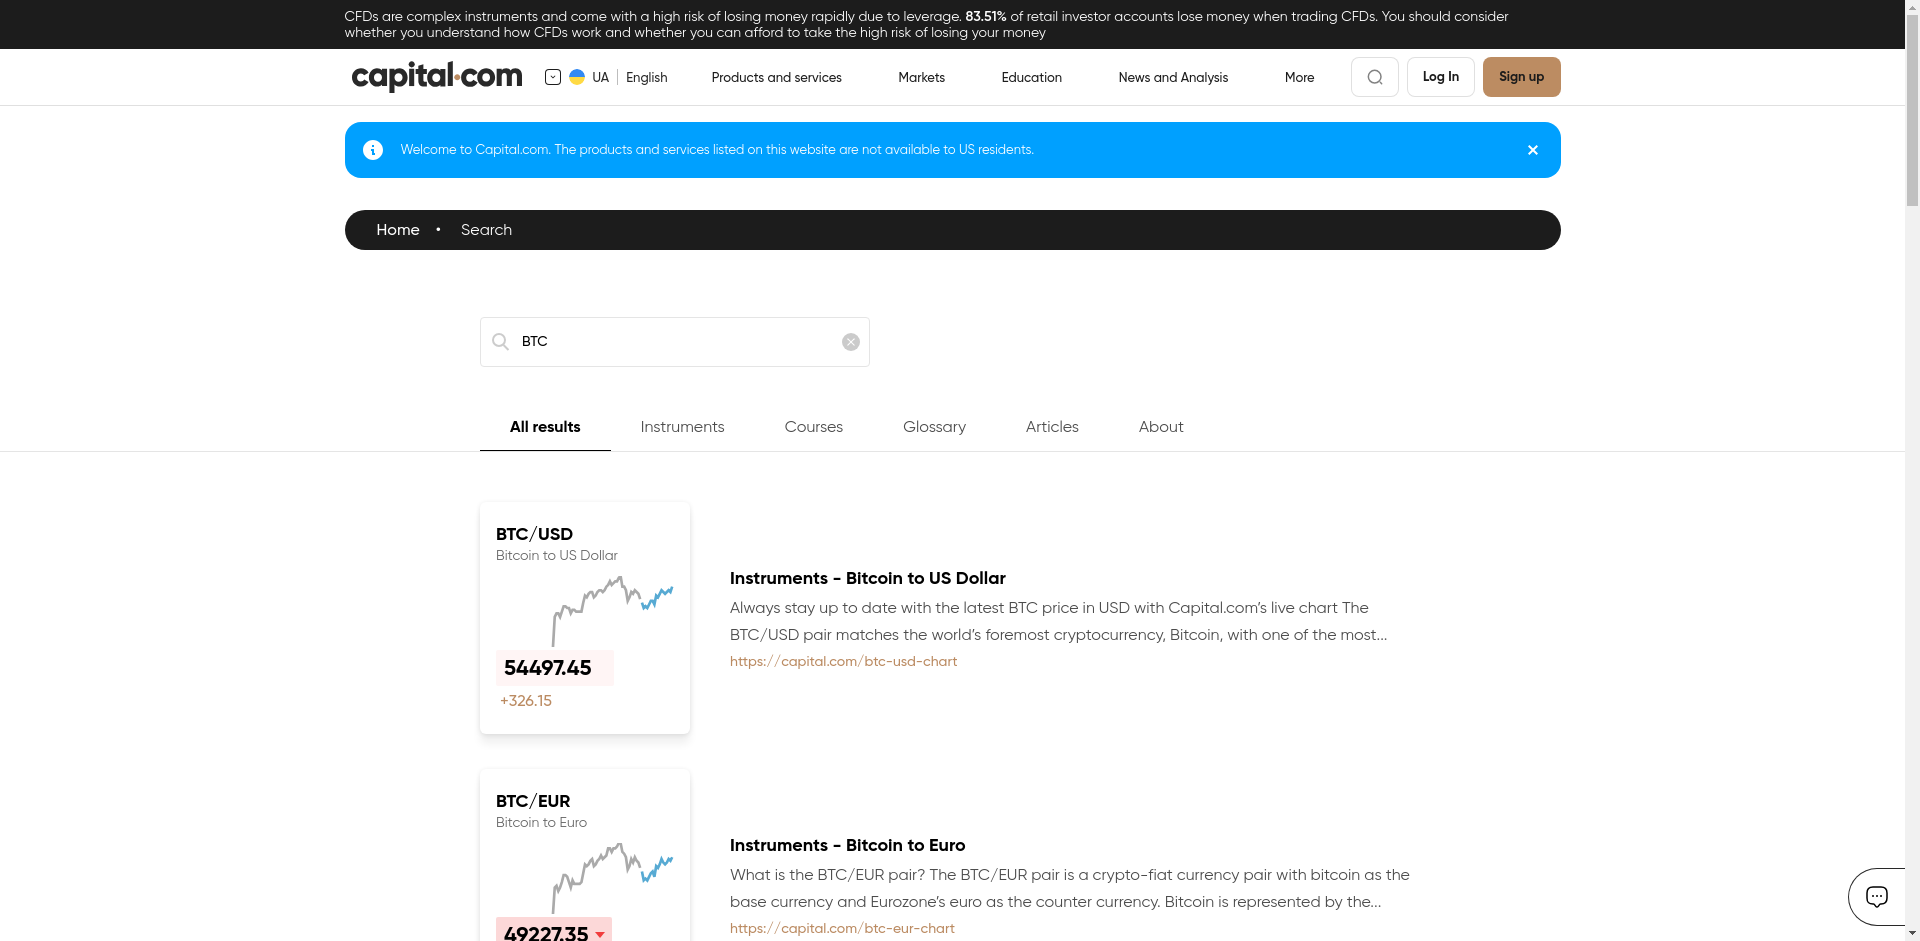 CFDs are complex instruments and come with a high risk of losing money rapidly due to leverage. 83.51% of retail investor accounts lose money when trading CFDs. You should consider
whether you understand how CFDs work and whether you can afford to take the high risk of losing your money
capital.com
UA English
Products and services
Markets
Education
News and Analysis
More
Log In
Sign up
Welcome to Capital.com. The products and services listed on this website are not available to US residents.
Home • Search
BTC
All results
Instruments
Courses
Glossary
Articles
About
BTC/USD
Bitcoin to US Dollar
54497.45
+326.15
Instruments - Bitcoin to US Dollar
Always stay up to date with the latest BTC price in USD with Capital.com’s live chart The
BTC/USD pair matches the world’s foremost cryptocurrency, Bitcoin, with one of the most...
https://capital.com/btc-usd-chart
BTC/EUR
Bitcoin to Euro
49227.35
Instruments - Bitcoin to Euro
What is the BTC/EUR pair? The BTC/EUR pair is a crypto-fiat currency pair with bitcoin as the
base currency and Eurozone’s euro as the counter currency. Bitcoin is represented by the...
https://capital.com/btc-eur-chart